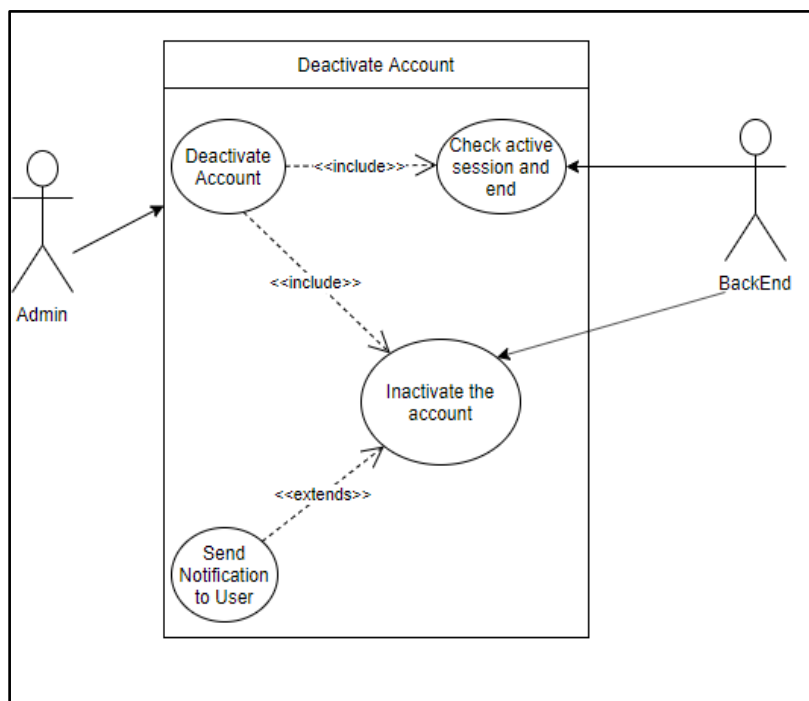 Deactivate Account
Deactivate
Account
<<include>>
Check active
session and
end
Admin
BackEnd
<<include>>
Inactivate the
account
<<extends>>
Send
Notification
to User